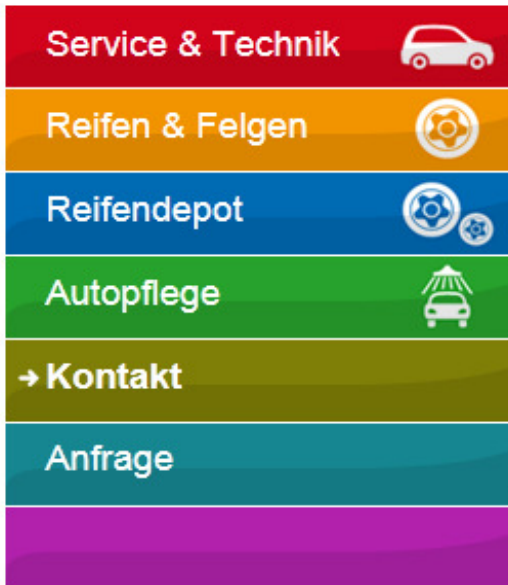 Service & Technik
Reifen & Felgen
Reifendepot
Autopflege
Kontakt
Anfrage